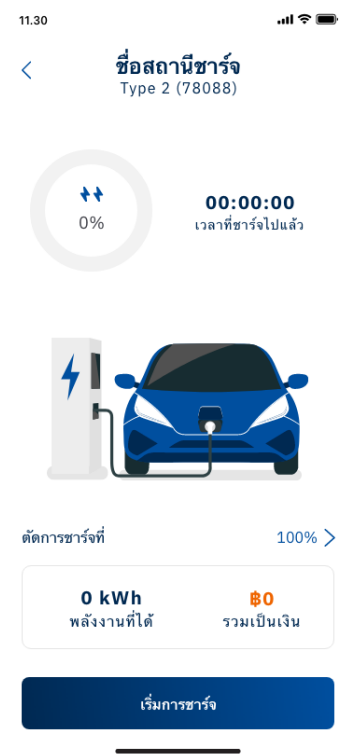 11.30
ชื่อสถานีชาร์จ
Type 2 (78088)
0%
00:00:00
เวลาที่ชาร์จไปแล้ว
ตัดการชาร์จที่
100%
0 kWh
฿0
พลังงานที่ได้
รวมเป็นเงิน
เริ่มการชาร์จ